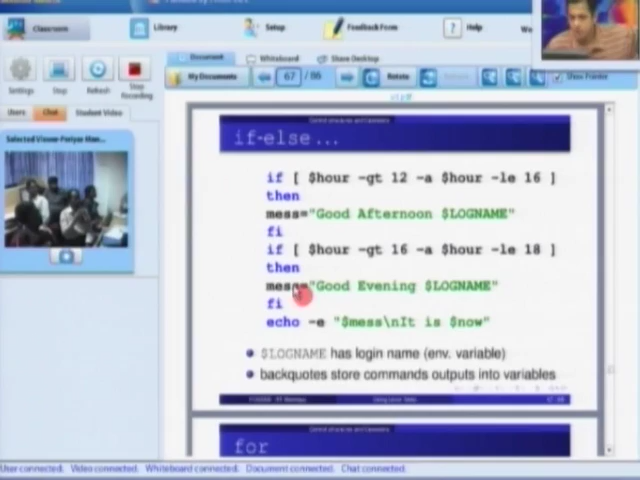 Classroom
Library
Setup
Feedback Form
Help
Settings
Stop
Refresh
Stop Recording
Document
Whiteboard
Share Desktop
My Documents
67 / 86
Rotate
Show Pointer
Users
Chat
Student Video
if-else...
if [ $hour -gt 12 -a $hour -le 16 ]
then
mess="Good Afternoon $LOGNAME"
fi
if [ $hour -gt 16 -a $hour -le 18 ]
then
mess="Good Evening $LOGNAME"
fi
echo -e "$mess\nIt is $now"
$LOGNAME has login name (env. variable)
backquotes store commands outputs into variables
for
User connected. Video connected. Whiteboard connected. Document connected. Chat connected.